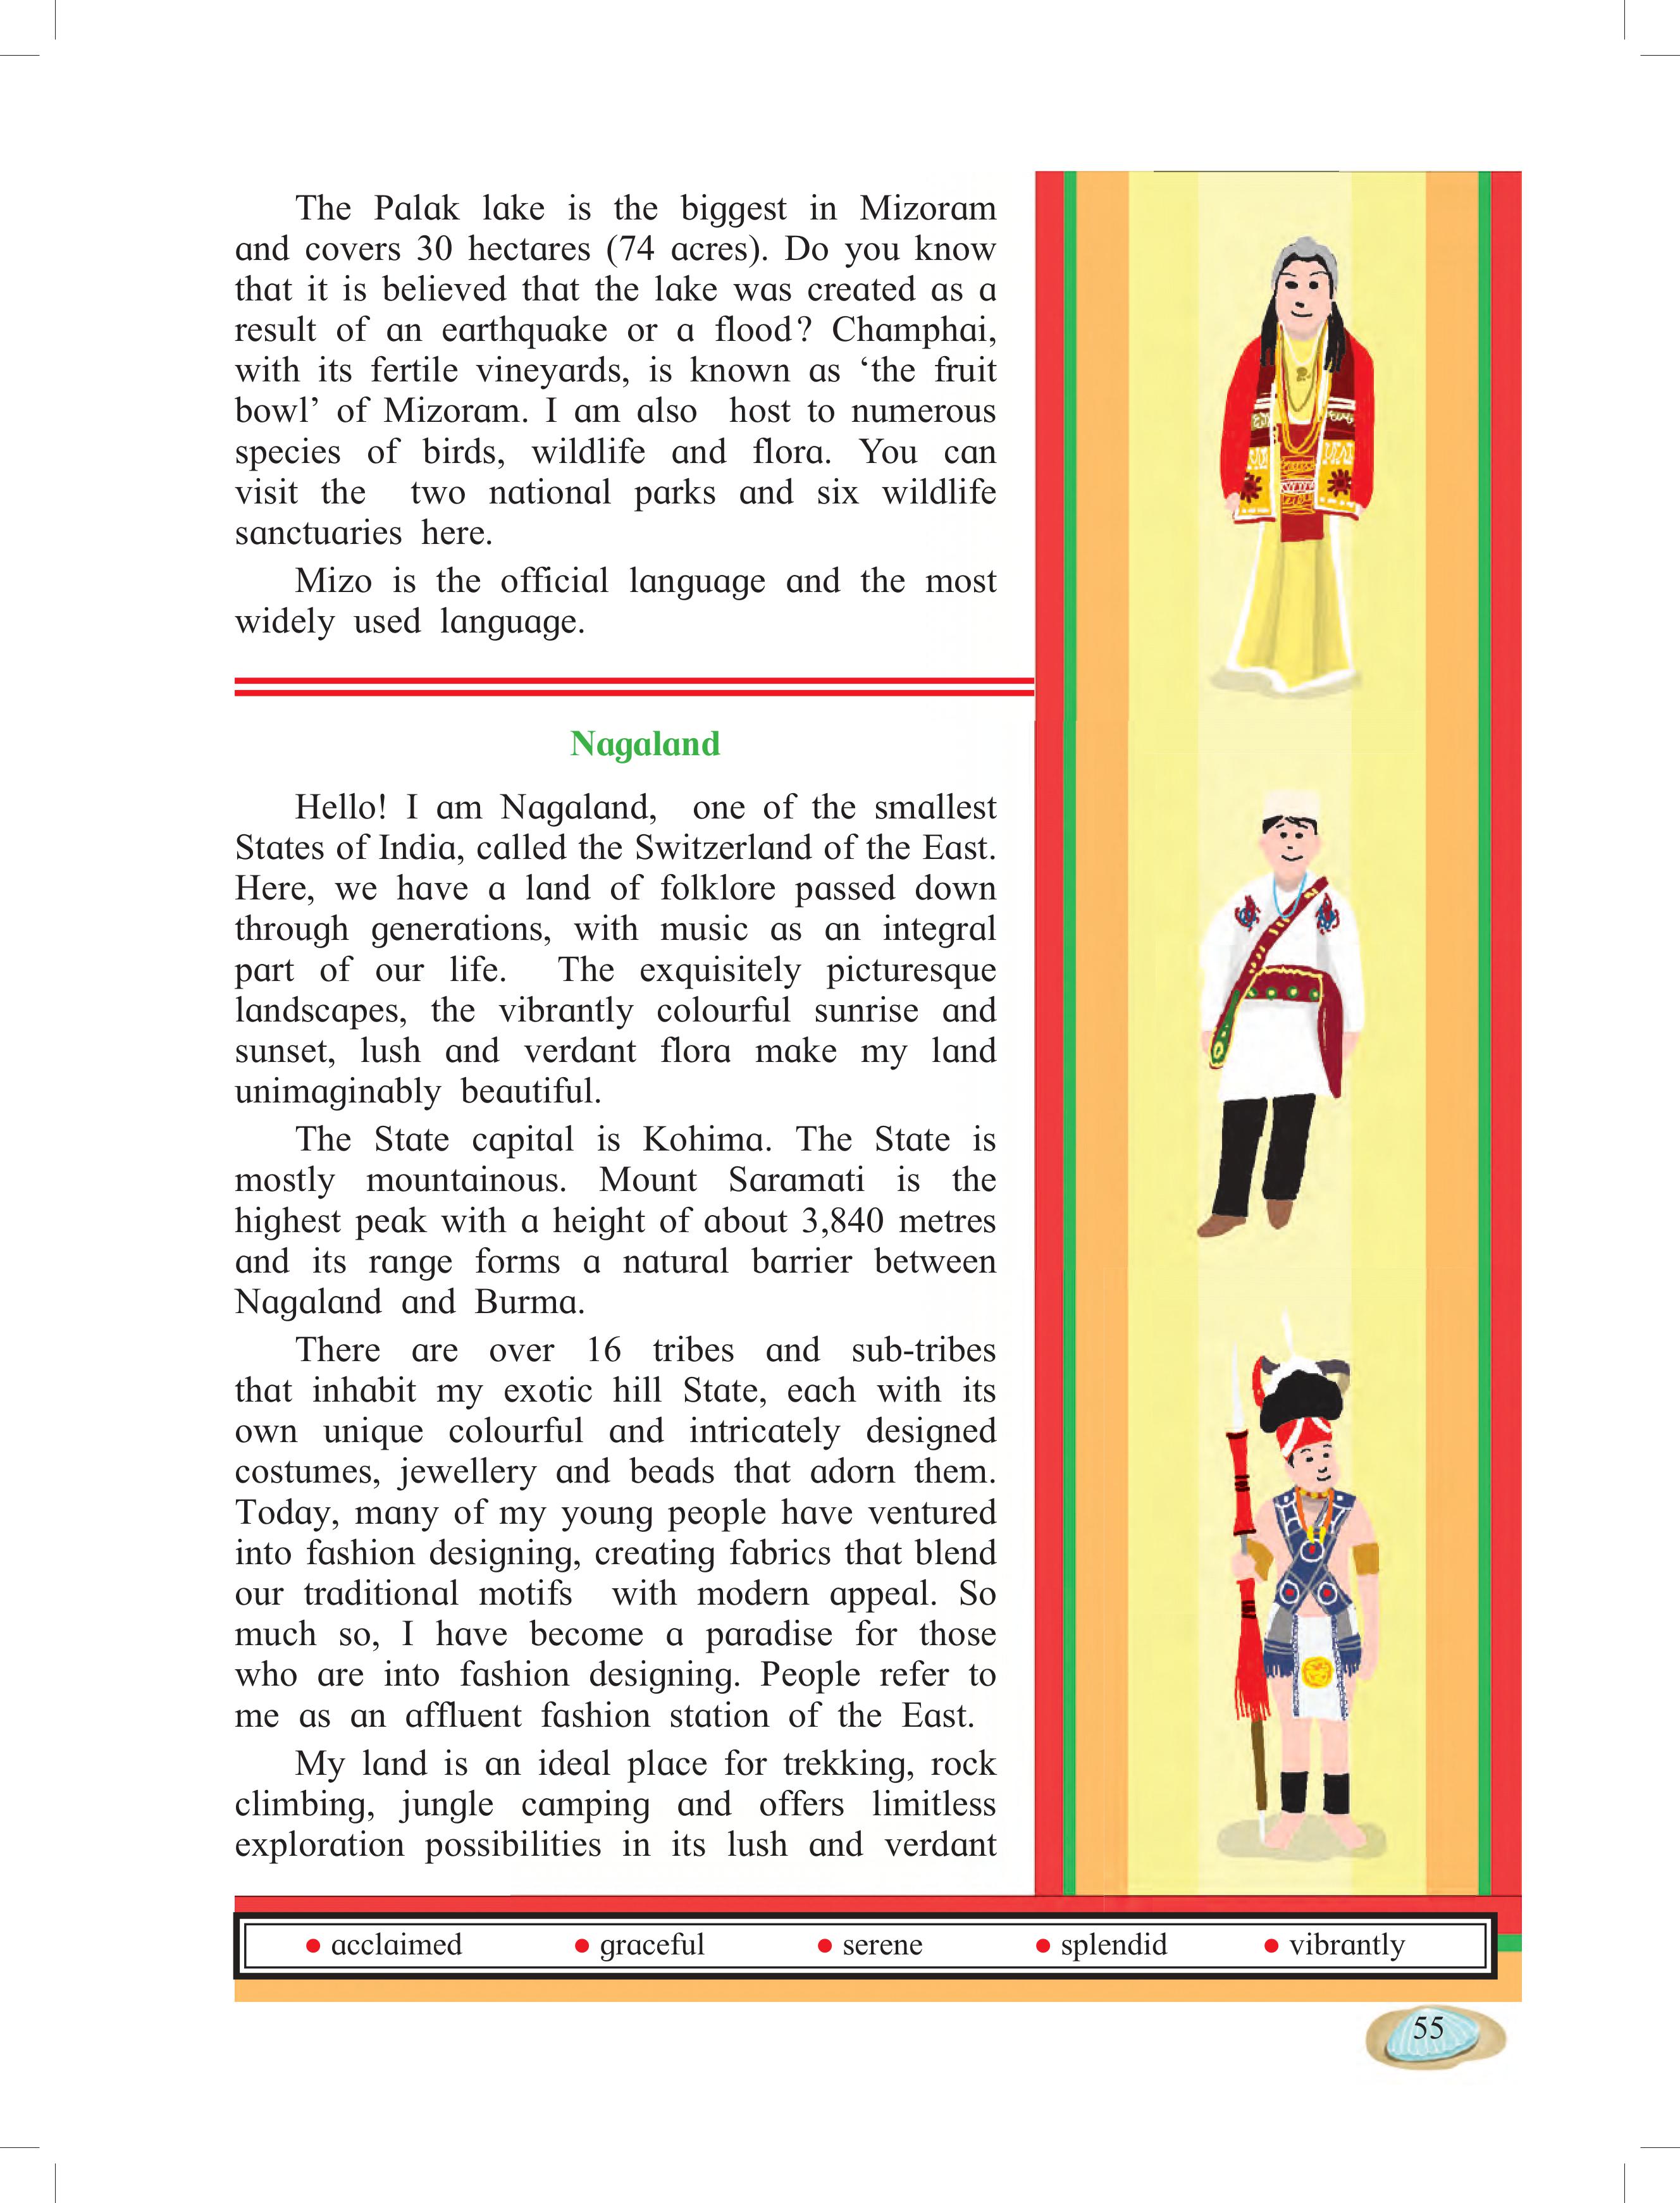 The Palak lake is the biggest in Mizoram
and covers 30 hectares (74 acres). Do you know
that it is believed that the lake was created as a
result of an earthquake or a flood? Champhai,
with its fertile vineyards, is known as ‘the fruit
bowl’ of Mizoram. I am also host to numerous
species of birds, wildlife and flora. You can
visit the two national parks and six wildlife
sanctuaries here.
Mizo is the official language and the most
widely used language.
Nagaland
Hello! I am Nagaland, one of the smallest
States of India, called the Switzerland of the East.
Here, we have a land of folklore passed down
through generations, with music as an integral
part of our life. The exquisitely picturesque
landscapes, the vibrantly colourful sunrise and
sunset, lush and verdant flora make my land
unimaginably beautiful.
The State capital is Kohima. The State is
mostly mountainous. Mount Saramati is the
highest peak with a height of about 3,840 metres
and its range forms a natural barrier between
Nagaland and Burma.
There are over 16 tribes and sub-tribes
that inhabit my exotic hill State, each with its
own unique colourful and intricately designed
costumes, jewellery and beads that adorn them.
Today, many of my young people have ventured
into fashion designing, creating fabrics that blend
our traditional motifs with modern appeal. So
much so, I have become a paradise for those
who are into fashion designing. People refer to
me as an affluent fashion station of the East.
My land is an ideal place for trekking, rock
climbing, jungle camping and offers limitless
exploration possibilities in its lush and verdant
• acclaimed • graceful • serene • splendid • vibrantly
55